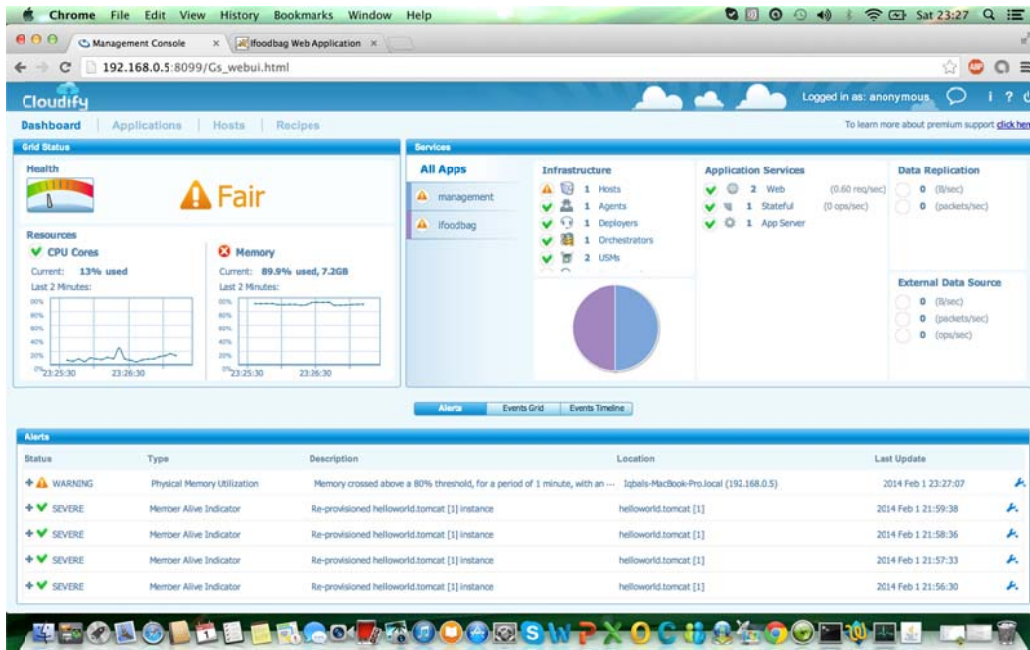 Chrome File Edit View History Bookmarks Window Help Sat 23:27
Management Console Ifoodbag Web Application
192.168.0.5:8099/Gs_webui.html
ABP
Cloudify
Logged in as: anonymous
Dashboard Applications Hosts Recipes
To learn more about premium support click her
Grid Status
Health
Fair
Resources
CPU Cores
Current: 13% used
Last 2 Minutes:
80%
60%
40%
20%
0%
23:25:30 23:26:30
Memory
Current: 89.9% used, 7.2GB
Last 2 Minutes:
80%
60%
40%
20%
0%
23:25:30 23:26:30
Services
All Apps
management
ifoodbag
Infrastructure
1 Hosts
1 Agents
1 Deployers
1 Orchestrators
2 USMs
Application Services
2 Web (0.60 req/sec)
1 Stateful (0 ops/sec)
1 App Server
Data Replication
0 (B/sec)
0 (packets/sec)
External Data Source
0 (B/sec)
0 (packets/sec)
0 (ops/sec)
Alerts Events Grid Events Timeline
Alerts
Status Type Description Location Last Update
WARNING Physical Memory Utilization Memory crossed above a 80% threshold, for a period of 1 minute, with an ... Iqbals-MacBook-Pro.local (192.168.0.5) 2014 Feb 1 23:27:07
SEVERE Member Alive Indicator Re-provisioned helloworld.tomcat [1] instance helloworld.tomcat [1] 2014 Feb 1 21:59:38
SEVERE Member Alive Indicator Re-provisioned helloworld.tomcat [1] instance helloworld.tomcat [1] 2014 Feb 1 21:58:36
SEVERE Member Alive Indicator Re-provisioned helloworld.tomcat [1] instance helloworld.tomcat [1] 2014 Feb 1 21:57:33
SEVERE Member Alive Indicator Re-provisioned helloworld.tomcat [1] instance helloworld.tomcat [1] 2014 Feb 1 21:56:30